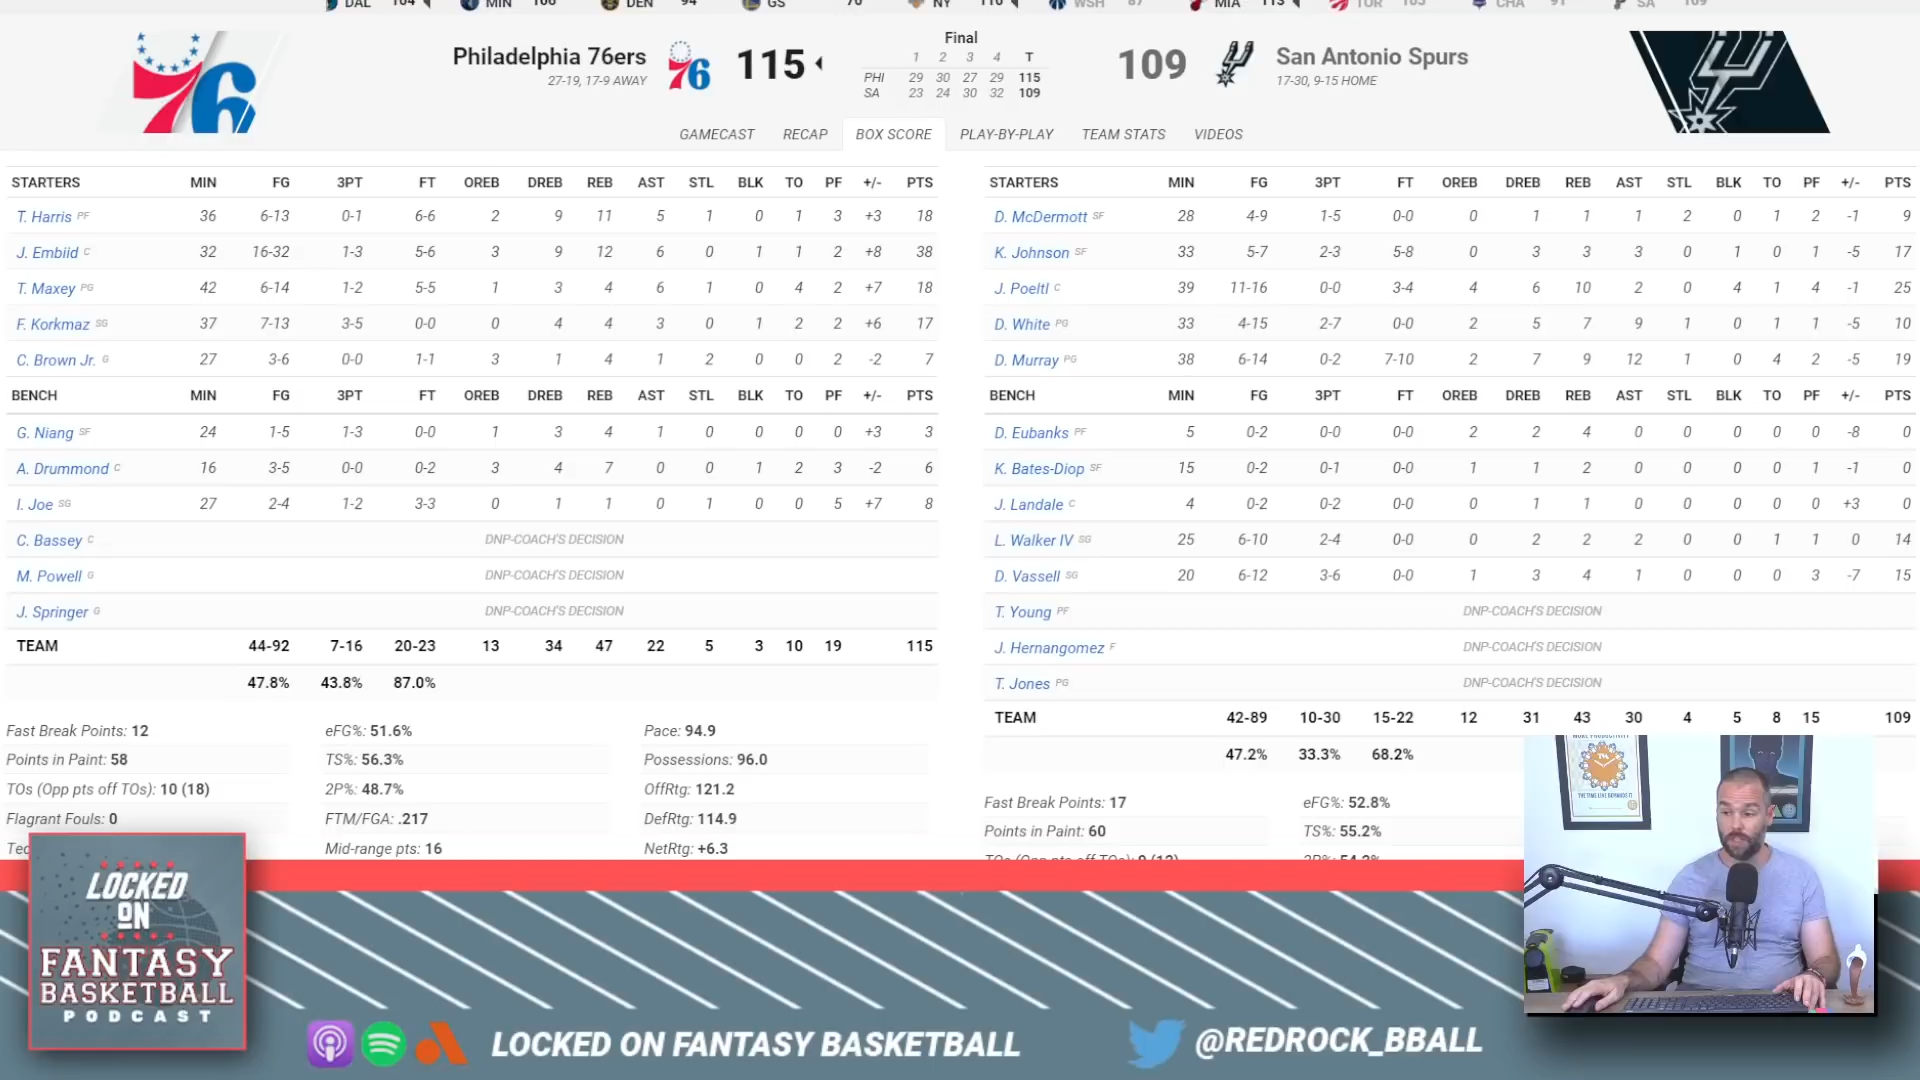 DAL 104 MIN 106 DEN 94 GS 70 NY 110 WSH 87 MIA 113 TOR CHA 91 SA 109
Philadelphia 76ers
27-19, 17-9 AWAY
76
115
Final
1 2 3 4 T
PHI 29 30 27 29 115
SA 23 24 30 32 109
109
San Antonio Spurs
17-30, 9-15 HOME
76
GAMECAST RECAP BOX SCORE PLAY-BY-PLAY TEAM STATS VIDEOS
STARTERS MIN FG 3PT FT OREB DREB REB AST STL BLK TO PF +/- PTS
T. Harris PF 36 6-13 0-1 6-6 2 9 11 5 1 0 1 3 +3 18
J. Embiid C 32 16-32 1-3 5-6 3 9 12 6 0 1 1 2 +8 38
T. Maxey PG 42 6-14 1-2 5-5 1 3 4 6 1 0 4 2 +7 18
F. Korkmaz SG 37 7-13 3-5 0-0 0 4 4 3 0 1 2 2 +6 17
C. Brown Jr. G 27 3-6 0-0 1-1 3 1 4 1 2 0 0 2 -2 7
BENCH MIN FG 3PT FT OREB DREB REB AST STL BLK TO PF +/- PTS
G. Niang SF 24 1-5 1-3 0-0 1 3 4 1 0 0 0 0 +3 3
A. Drummond C 16 3-5 0-0 0-2 3 4 7 0 0 1 2 3 -2 6
I. Joe SG 27 2-4 1-2 3-3 0 1 1 0 1 0 0 5 +7 8
C. Bassey C DNP-COACH'S DECISION
M. Powell G DNP-COACH'S DECISION
J. Springer G DNP-COACH'S DECISION
TEAM 44-92 7-16 20-23 13 34 47 22 5 3 10 19 115
47.8% 43.8% 87.0%
Fast Break Points: 12
Points in Paint: 58
TOs (Opp pts off TOs): 10 (18)
Flagrant Fouls: 0
Tec
eFG%: 51.6%
TS%: 56.3%
2P%: 48.7%
FTM/FGA: .217
Mid-range pts: 16
Pace: 94.9
Possessions: 96.0
OffRtg: 121.2
DefRtg: 114.9
NetRtg: +6.3
STARTERS MIN FG 3PT FT OREB DREB REB AST STL BLK TO PF +/- PTS
D. McDermott SF 28 4-9 1-5 0-0 0 1 1 1 2 0 1 2 -1 9
K. Johnson SF 33 5-7 2-3 5-8 0 3 3 3 0 1 0 1 -5 17
J. Poeltl C 39 11-16 0-0 3-4 4 6 10 2 0 4 1 4 -1 25
D. White PG 33 4-15 2-7 0-0 2 5 7 9 1 0 1 1 -5 10
D. Murray PG 38 6-14 0-2 7-10 2 7 9 12 1 0 4 2 -5 19
BENCH MIN FG 3PT FT OREB DREB REB AST STL BLK TO PF +/- PTS
D. Eubanks PF 5 0-2 0-0 0-0 2 2 4 0 0 0 0 0 -8 0
K. Bates-Diop SF 15 0-2 0-1 0-0 1 1 2 0 0 0 0 1 -1 0
J. Landale C 4 0-2 0-2 0-0 0 1 1 0 0 0 0 0 +3 0
L. Walker IV SG 25 6-10 2-4 0-0 0 2 2 2 0 0 1 1 0 14
D. Vassell SG 20 6-12 3-6 0-0 1 3 4 1 0 0 0 3 -7 15
T. Young PF DNP-COACH'S DECISION
J. Hernangomez F DNP-COACH'S DECISION
T. Jones PG DNP-COACH'S DECISION
TEAM 42-89 10-30 15-22 12 31 43 30 4 5 8 15 109
47.2% 33.3% 68.2%
Fast Break Points: 17
Points in Paint: 60
eFG%: 52.8%
TS%: 55.2%
MORE PRODUCTIVITY
LOCKED
ON
FANTASY
BASKETBALL
PODCAST
LOCKED ON FANTASY BASKETBALL
@REDROCK_BBALL